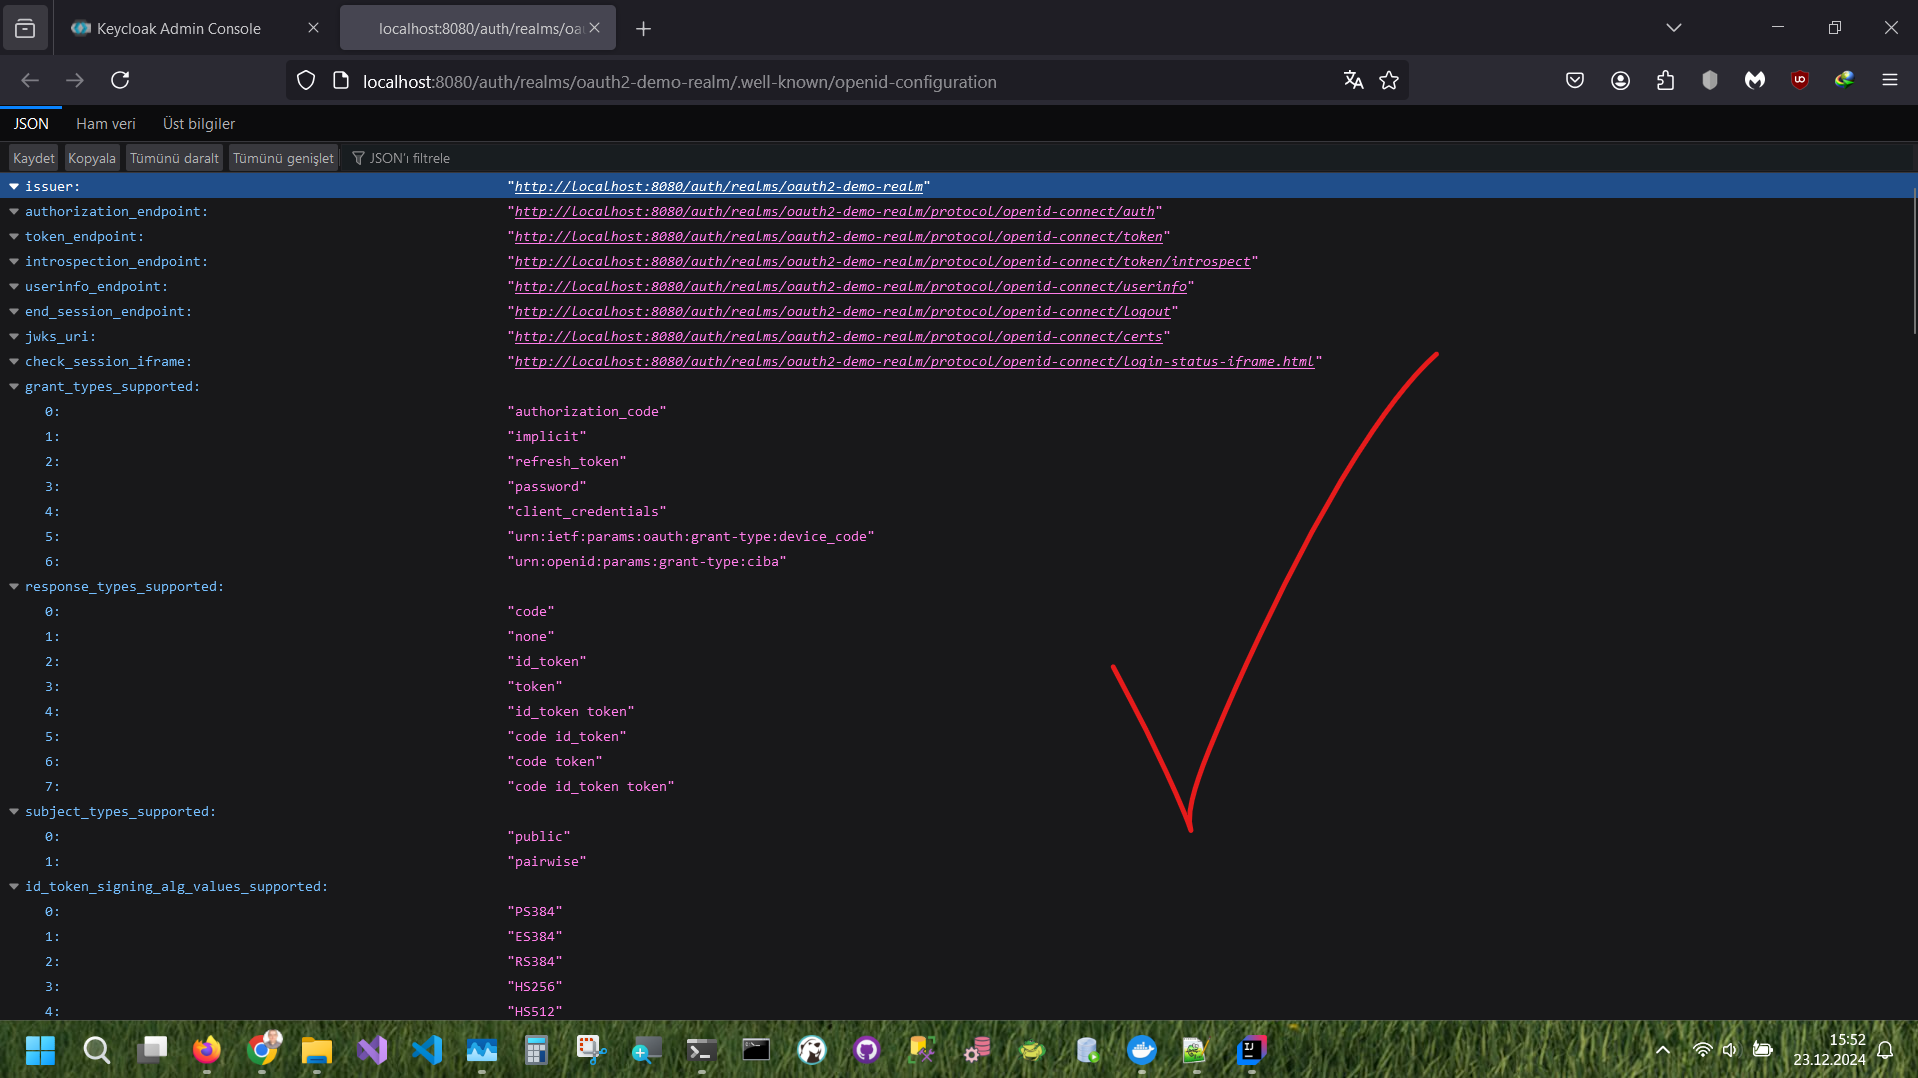 Keycloak Admin Console
localhost:8080/auth/realms/oau
localhost:8080/auth/realms/oauth2-demo-realm/.well-known/openid-configuration
JSON Ham veri Üst bilgiler
Kaydet Kopyala Tümünü daralt Tümünü genişlet JSON'ı filtrele
issuer: "http://localhost:8080/auth/realms/oauth2-demo-realm"
authorization_endpoint: "http://localhost:8080/auth/realms/oauth2-demo-realm/protocol/openid-connect/auth"
token_endpoint: "http://localhost:8080/auth/realms/oauth2-demo-realm/protocol/openid-connect/token"
introspection_endpoint: "http://localhost:8080/auth/realms/oauth2-demo-realm/protocol/openid-connect/token/introspect"
userinfo_endpoint: "http://localhost:8080/auth/realms/oauth2-demo-realm/protocol/openid-connect/userinfo"
end_session_endpoint: "http://localhost:8080/auth/realms/oauth2-demo-realm/protocol/openid-connect/logout"
jwks_uri: "http://localhost:8080/auth/realms/oauth2-demo-realm/protocol/openid-connect/certs"
check_session_iframe: "http://localhost:8080/auth/realms/oauth2-demo-realm/protocol/openid-connect/login-status-iframe.html"
grant_types_supported:
0: "authorization_code"
1: "implicit"
2: "refresh_token"
3: "password"
4: "client_credentials"
5: "urn:ietf:params:oauth:grant-type:device_code"
6: "urn:openid:params:grant-type:ciba"
response_types_supported:
0: "code"
1: "none"
2: "id_token"
3: "token"
4: "id_token token"
5: "code id_token"
6: "code token"
7: "code id_token token"
subject_types_supported:
0: "public"
1: "pairwise"
id_token_signing_alg_values_supported:
0: "PS384"
1: "ES384"
2: "RS384"
3: "HS256"
4: "HS512"
15:52
23.12.2024